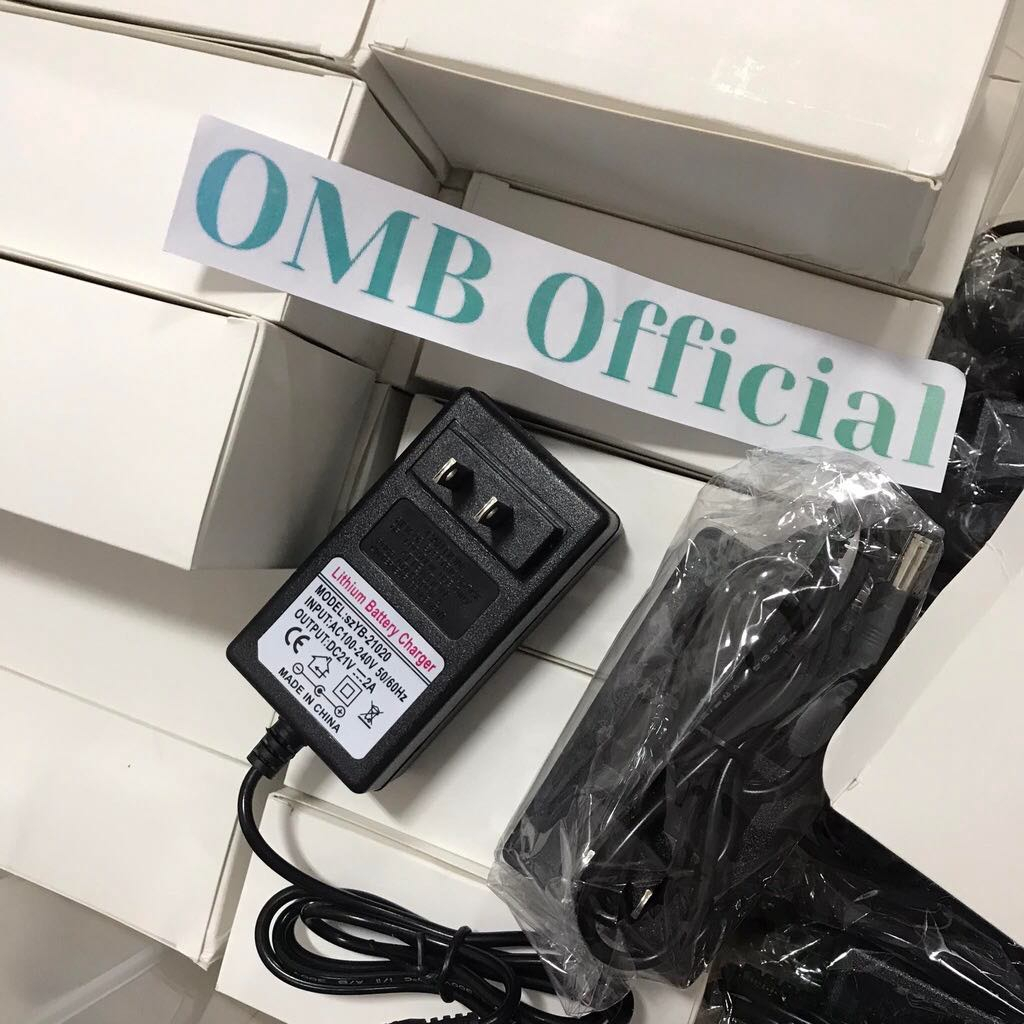 OMB Official
Lithium Battery Charger
MODEL:szYB-21020
INPUT:AC100-240V 50/60Hz
OUTPUT:DC21V⎓2A
CE
MADE IN CHINA